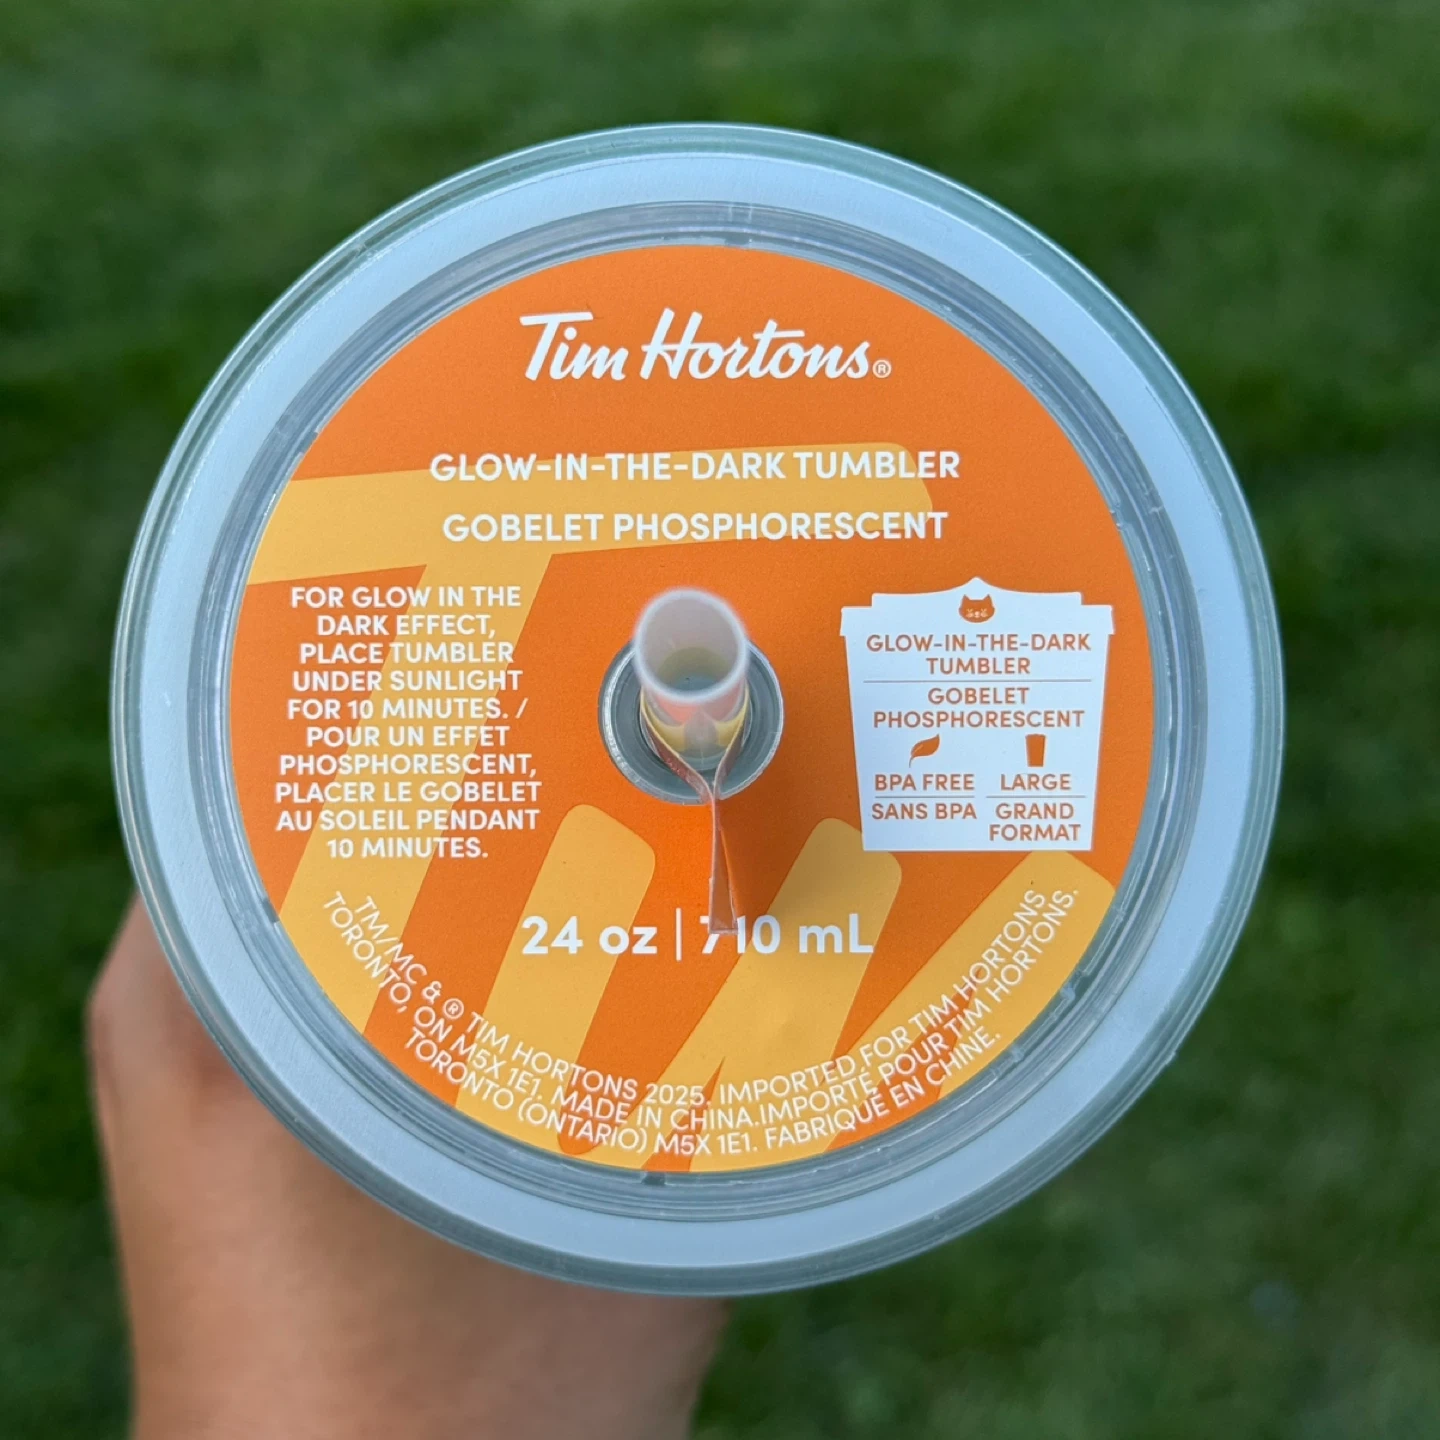 Tim Hortons®
GLOW-IN-THE-DARK TUMBLER
GOBELET PHOSPHORESCENT
FOR GLOW IN THE
DARK EFFECT,
PLACE TUMBLER
UNDER SUNLIGHT
FOR 10 MINUTES. /
POUR UN EFFET
PHOSPHORESCENT,
PLACER LE GOBELET
AU SOLEIL PENDANT
10 MINUTES.
GLOW-IN-THE-DARK
TUMBLER
GOBELET
PHOSPHORESCENT
BPA FREE
SANS BPA
LARGE
GRAND
FORMAT
24 oz | 710 mL
TM/MC & ® TIM HORTONS 2025. IMPORTED FOR TIM HORTONS
TORONTO, ON M5X 1E1. MADE IN CHINA.IMPORTÉ POUR TIM HORTONS.
TORONTO (ONTARIO) M5X 1E1. FABRIQUÉ EN CHINE.